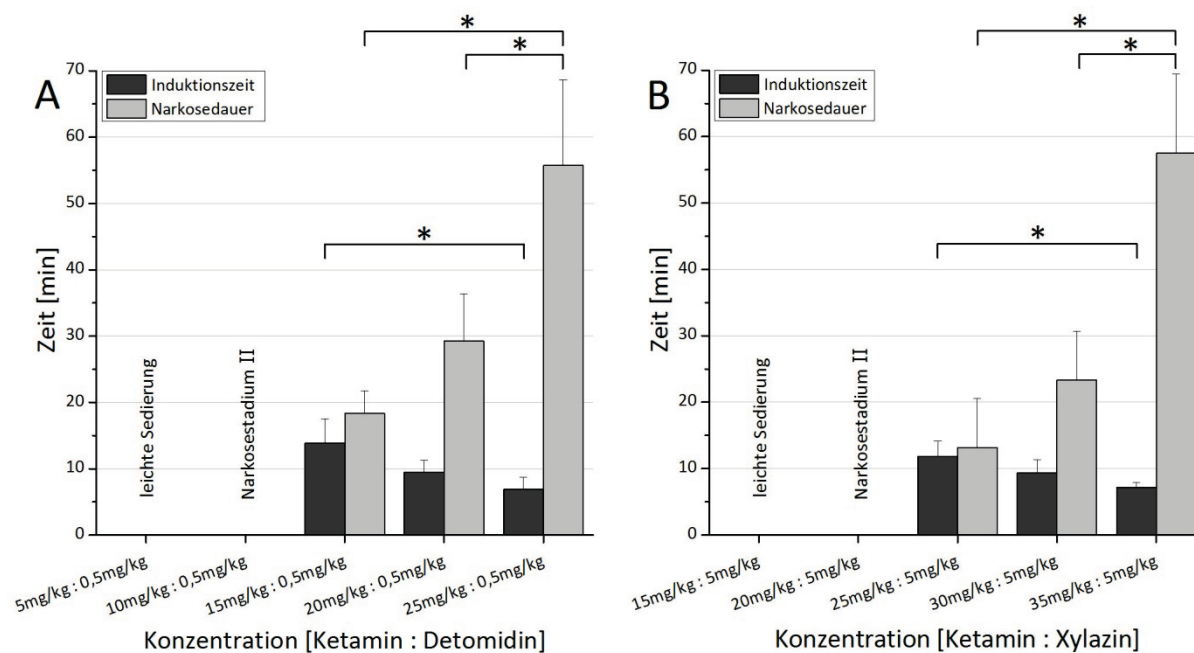 *
*
A
Induktionszeit
Narkosedauer
*
Zeit [min]
70
60
50
40
30
20
10
0
leichte Sedierung
Narkosestadium II
5mg/kg : 0,5mg/kg
10mg/kg : 0,5mg/kg
15mg/kg : 0,5mg/kg
20mg/kg : 0,5mg/kg
25mg/kg : 0,5mg/kg
Konzentration [Ketamin : Detomidin]
*
*
B
Induktionszeit
Narkosedauer
*
Zeit [min]
70
60
50
40
30
20
10
0
leichte Sedierung
Narkosestadium II
15mg/kg : 5mg/kg
20mg/kg : 5mg/kg
25mg/kg : 5mg/kg
30mg/kg : 5mg/kg
35mg/kg : 5mg/kg
Konzentration [Ketamin : Xylazin]